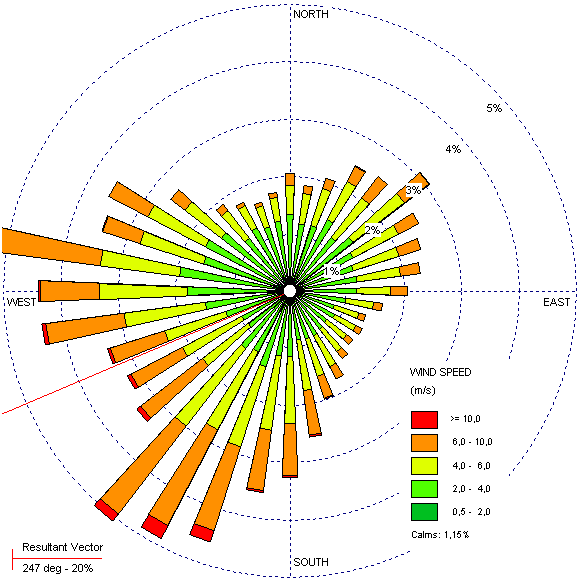 NORTH
5%
4%
3%
2%
1%
WEST
EAST
WIND SPEED
(m/s)
>= 10,0
6,0 - 10,0
4,0 - 6,0
2,0 - 4,0
0,5 - 2,0
Calms: 1,15%
Resultant Vector
SOUTH
247 deg - 20%